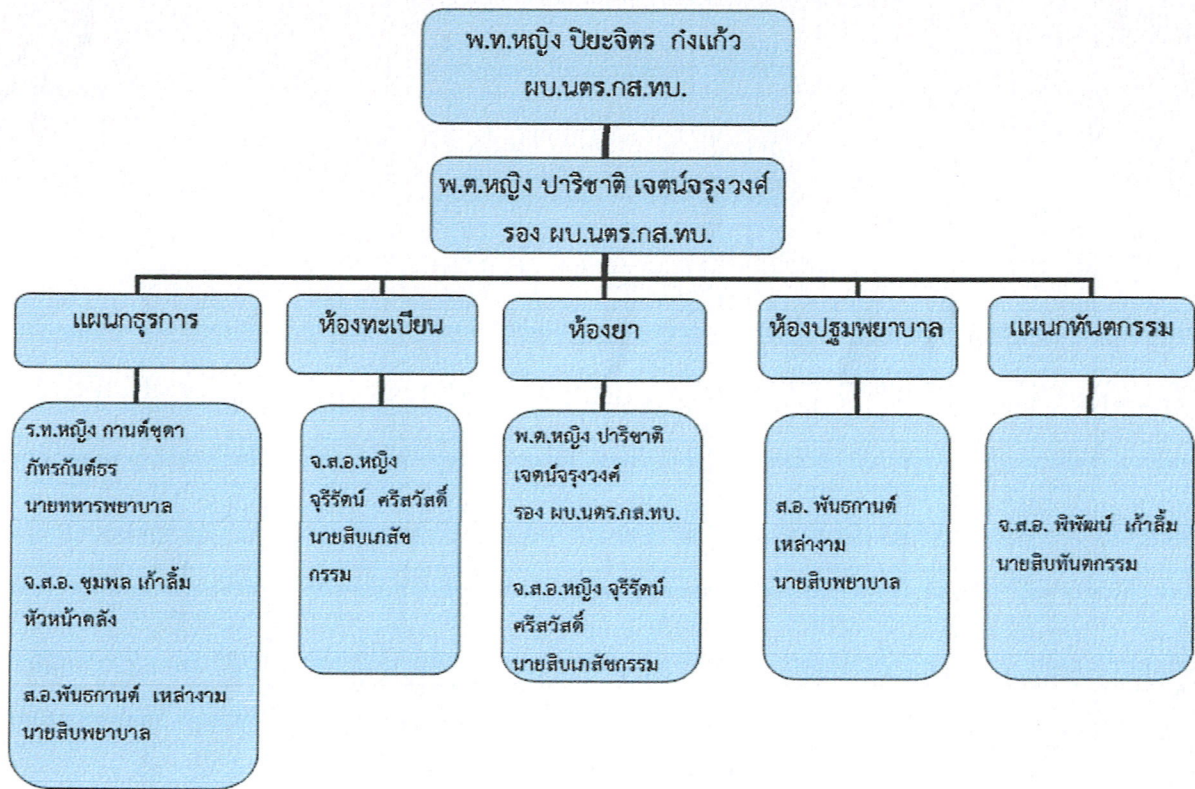 พ.ท.หญิง ปิยะจิตร ก๋งแก้ว
ผบ.นตร.กส.ทบ.
พ.ต.หญิง ปาริชาติ เจตน์จรุงวงศ์
รอง ผบ.นตร.กส.ทบ.
แผนกธุรการ
ห้องทะเบียน
ห้องยา
ห้องปฐมพยาบาล
แผนกทันตกรรม
ร.ท.หญิง กานต์ชุดา
ภัทรกันต์ธร
นายทหารพยาบาล
จ.ส.อ. ชุมพล เก้าลิ้ม
หัวหน้าคลัง
ส.อ.พันธกานต์ เหล่างาม
นายสิบพยาบาล
จ.ส.อ.หญิง
จุรีรัตน์ ศรีสวัสดิ์
นายสิบเภสัช
กรรม
พ.ต.หญิง ปาริชาติ
เจตน์จรุงวงศ์
รอง ผบ.นตร.กส.ทบ.
จ.ส.อ.หญิง จุรีรัตน์
ศรีสวัสดิ์
นายสิบเภสัชกรรม
ส.อ. พันธกานต์
เหล่างาม
นายสิบพยาบาล
จ.ส.อ. พิพัฒน์ เก้าลิ้ม
นายสิบทันตกรรม